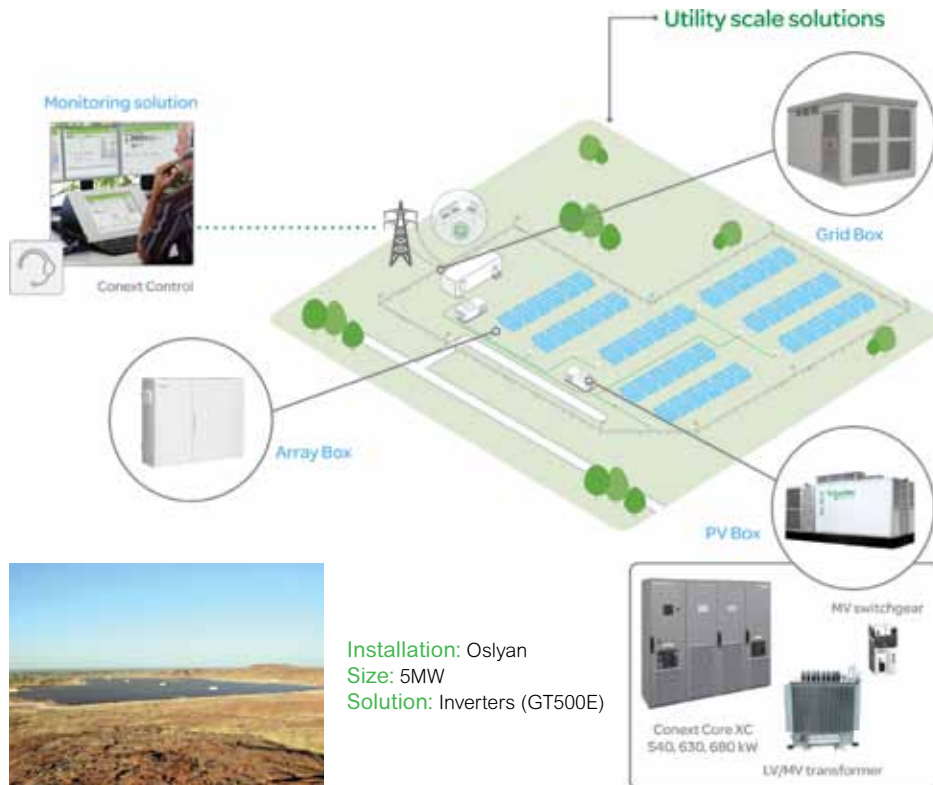 Utility scale solutions
Monitoring solution
Conext Control
Grid Box
Array Box
PV Box
Schneider
MV switchgear
Conext Core XC
540, 630, 680 kW
LV/MV transformer
Installation: Oslyan
Size: 5MW
Solution: Inverters (GT500E)